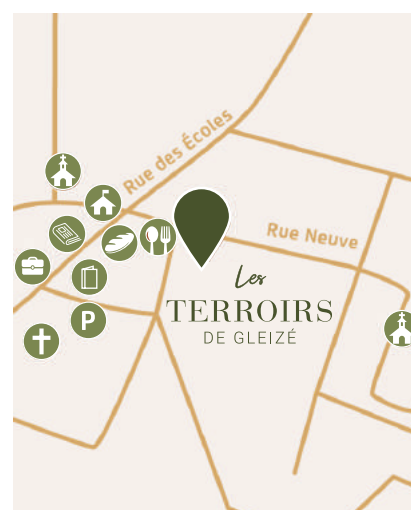 Rue des Écoles
Rue Neuve
Les
TERROIRS
DE GLEIZÉ
P